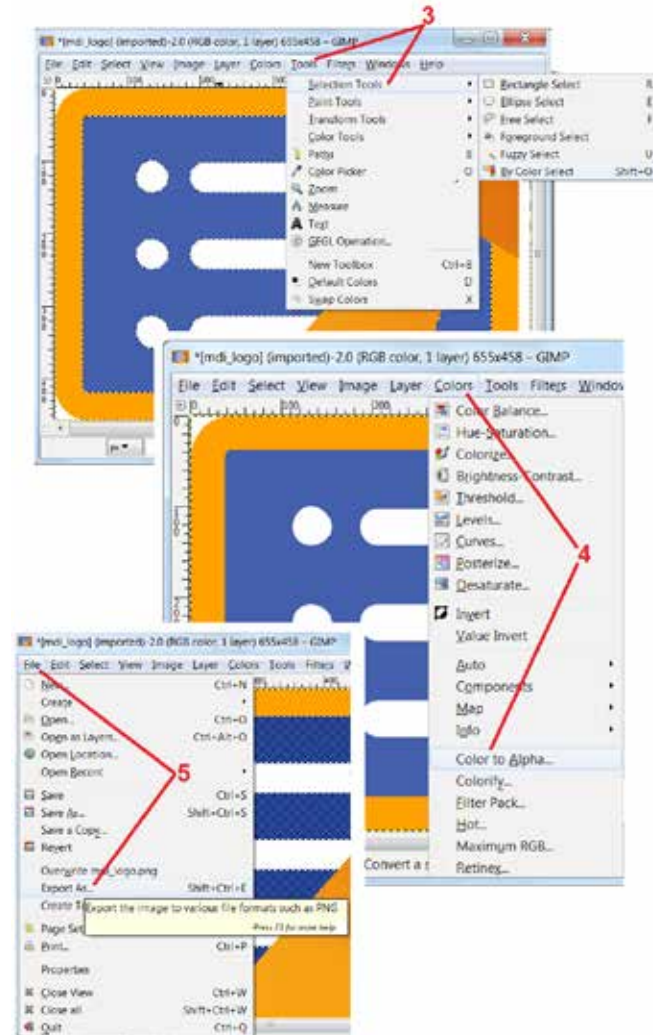 3
*[mdi_logo] (imported)-2.0 (RGB color, 1 layer) 655x458 – GIMP
File Edit Select View Image Layer Colors Tools Filters Windows Help
Selection Tools
Paint Tools
Transform Tools
Color Tools
Paths B
Color Picker O
Zoom
Measure
Text
GEGL Operation...
New Toolbox Ctrl+B
Default Colors D
Swap Colors X
Rectangle Select R
Ellipse Select E
Free Select F
Foreground Select
Fuzzy Select U
By Color Select Shift+O
px
*[mdi_logo] (imported)-2.0 (RGB color, 1 layer) 655x458 – GIMP
File Edit Select View Image Layer Colors Tools Filters Window
0 100 200
Color Balance...
Hue-Saturation...
Colorize...
Brightness-Contrast...
Threshold...
Levels...
Curves...
Posterize...
Desaturate...
Invert
Value Invert
Auto
Components
Map
Info
Color to Alpha...
Colorify...
Filter Pack...
Hot...
Maximum RGB...
Retinex...
4
Convert a s
*[mdi_logo] (imported)-2.0 (RGB color, 1 layer) 655x458 – GIMP
File Edit Select View Image Layer Colors Tools Filters W
New... Ctrl+N
Create
Open... Ctrl+O
Open as Layers... Ctrl+Alt+O
Open Location...
Open Recent
5
Save Ctrl+S
Save As... Shift+Ctrl+S
Save a Copy...
Revert
Overwrite mdi_logo.png
Export As... Shift+Ctrl+E
Create T
Export the image to various file formats such as PNG
Press F1 for more help
Page Set
Print... Ctrl+P
Properties
Close View Ctrl+W
Close all Shift+Ctrl+W
Quit Ctrl+Q